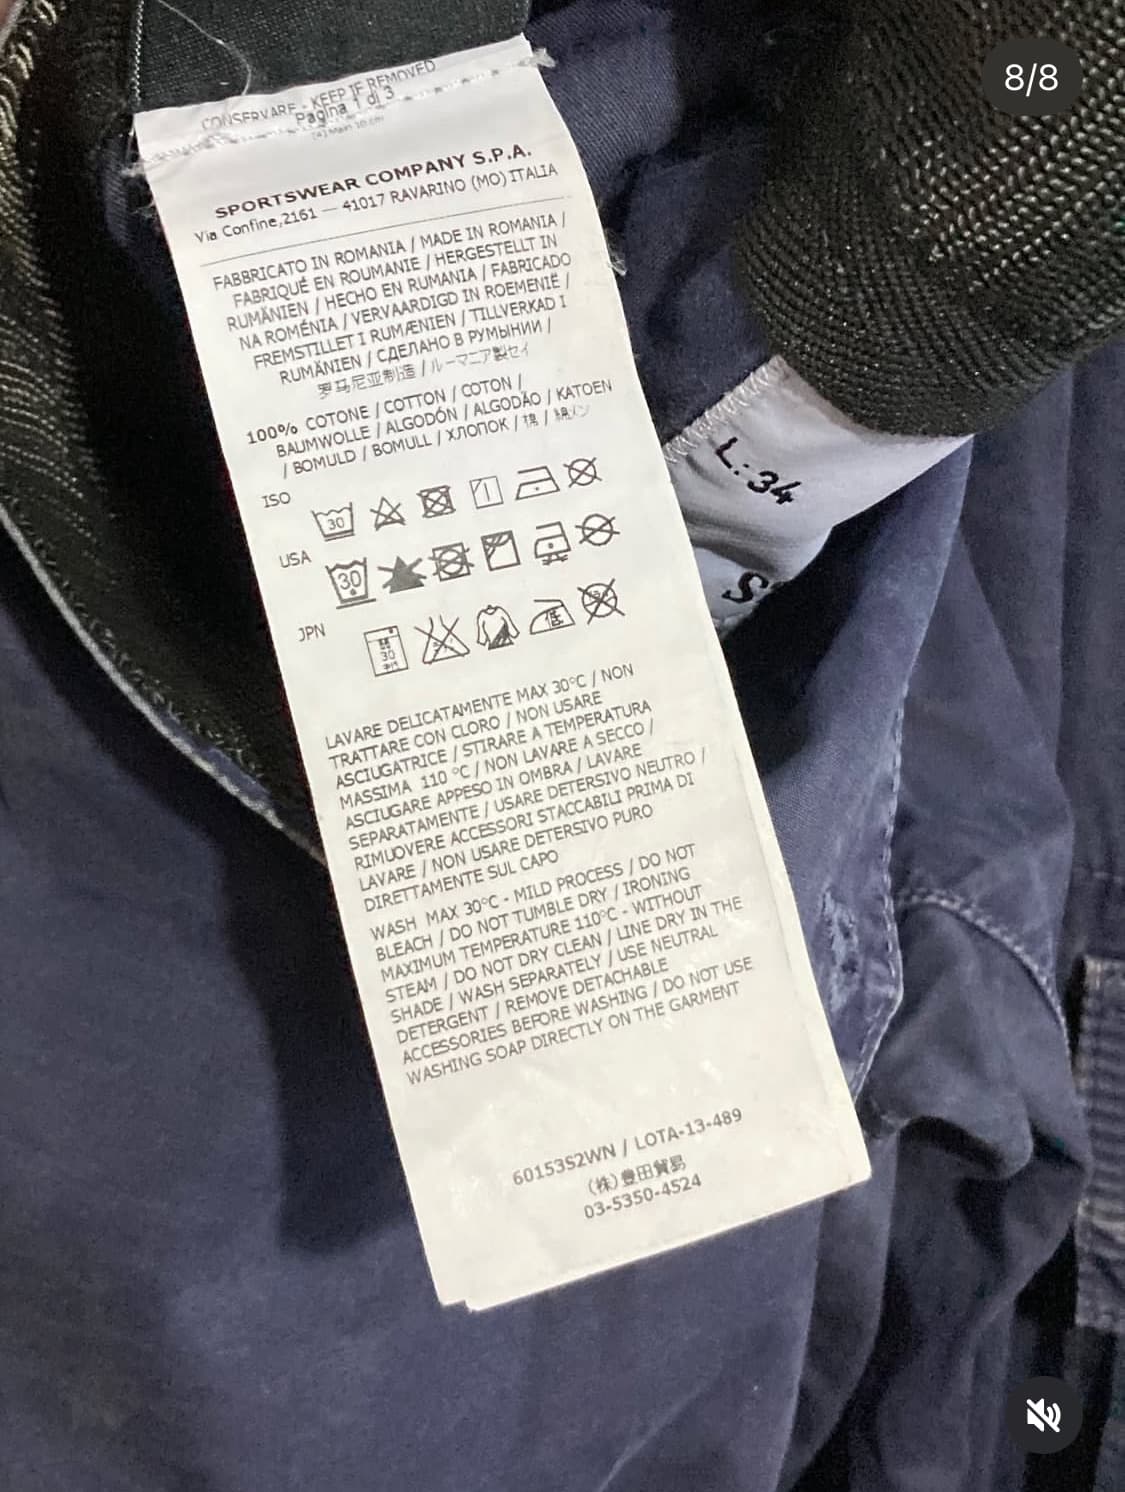 8/8
CONSERVARE - KEEP IF REMOVED
Pagina 1 di 3
SPORTSWEAR COMPANY S.P.A.
Via Confine,2161 — 41017 RAVARINO (MO) ITALIA
FABBRICATO IN ROMANIA / MADE IN ROMANIA /
FABRIQUÉ EN ROUMANIE / HERGESTELLT IN
RUMÄNIEN / HECHO EN RUMANIA / FABRICADO
NA ROMÉNIA / VERVAARDIGD IN ROEMENIË /
FREMSTILLET I RUMÆNIEN / TILLVERKAD I
RUMÄNIEN / СДЕЛАНО В РУМЫНИИ /
罗马尼亚制造 / ルーマニア製セイ
100% COTONE / COTTON / COTON /
BAUMWOLLE / ALGODÓN / ALGODÃO / KATOEN
/ BOMULD / BOMULL / ХЛОПОК / 棉 / 綿メン
ISO
30
USA
30
JPN
30
低
LAVARE DELICATAMENTE MAX 30°C / NON
TRATTARE CON CLORO / NON USARE
ASCIUGATRICE / STIRARE A TEMPERATURA
MASSIMA 110 °C / NON LAVARE A SECCO /
ASCIUGARE APPESO IN OMBRA / LAVARE
SEPARATAMENTE / USARE DETERSIVO NEUTRO /
RIMUOVERE ACCESSORI STACCABILI PRIMA DI
LAVARE / NON USARE DETERSIVO PURO
DIRETTAMENTE SUL CAPO
WASH MAX 30°C - MILD PROCESS / DO NOT
BLEACH / DO NOT TUMBLE DRY / IRONING
MAXIMUM TEMPERATURE 110°C - WITHOUT
STEAM / DO NOT DRY CLEAN / LINE DRY IN THE
SHADE / WASH SEPARATELY / USE NEUTRAL
DETERGENT / REMOVE DETACHABLE
ACCESSORIES BEFORE WASHING / DO NOT USE
WASHING SOAP DIRECTLY ON THE GARMENT
6015352WN / LOTA-13-489
(株)豊田貿易
03-5350-4524
L:34